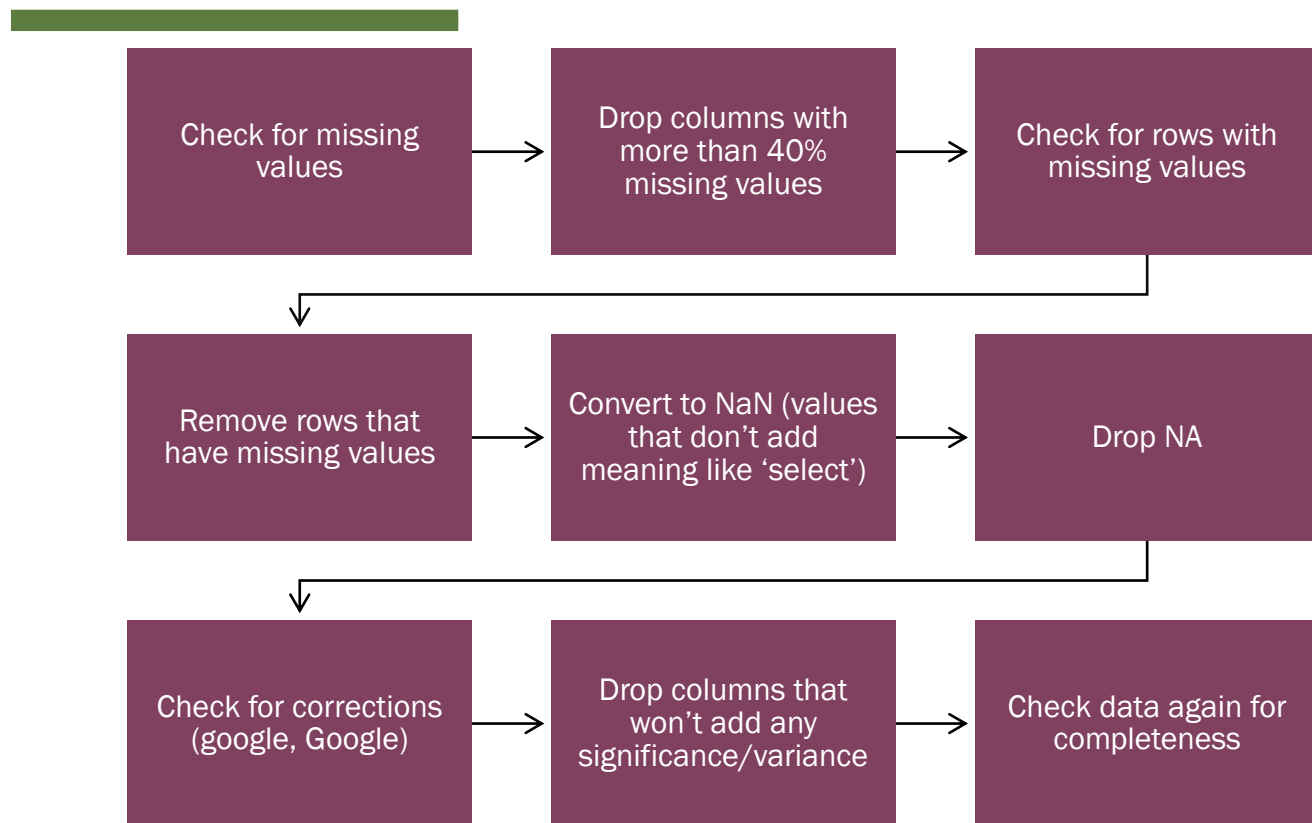 Check for missing
values
Drop columns with
more than 40%
missing values
Check for rows with
missing values
Remove rows that
have missing values
Convert to NaN (values
that don’t add
meaning like ‘select’)
Drop NA
Check for corrections
(google, Google)
Drop columns that
won’t add any
significance/variance
Check data again for
completeness